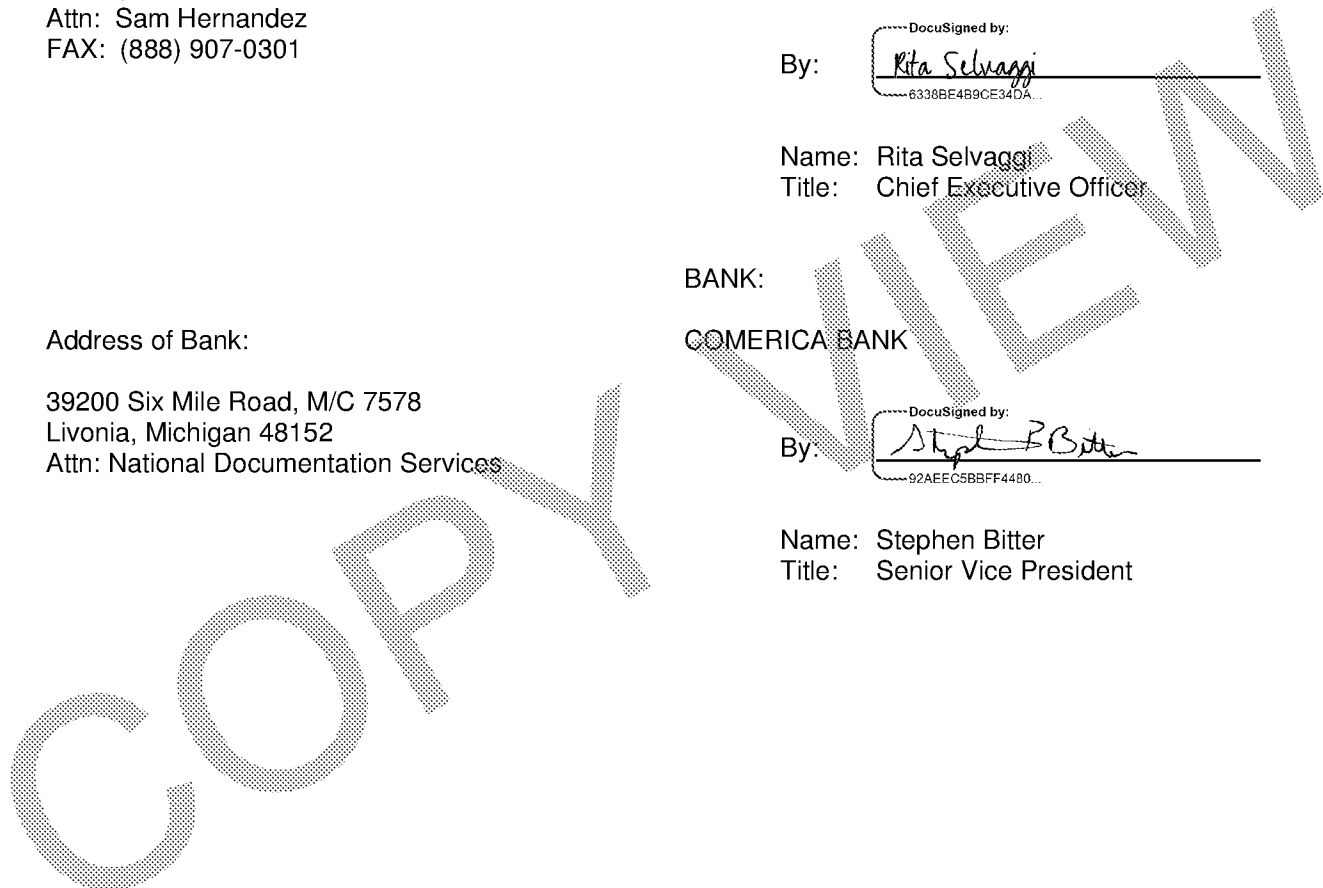 Attn: Sam Hernandez
FAX: (888) 907-0301
DocuSigned by:
By: Rita Selvaggi
6338BE4B9CE34DA...
Name: Rita Selvaggi
Title: Chief Executive Officer
BANK:
Address of Bank:
COMERICA BANK
39200 Six Mile Road, M/C 7578
Livonia, Michigan 48152
Attn: National Documentation Services
DocuSigned by:
By: Stephen P Bitter
92AEEC5BBFF4480...
Name: Stephen Bitter
Title: Senior Vice President
COPY VIEW